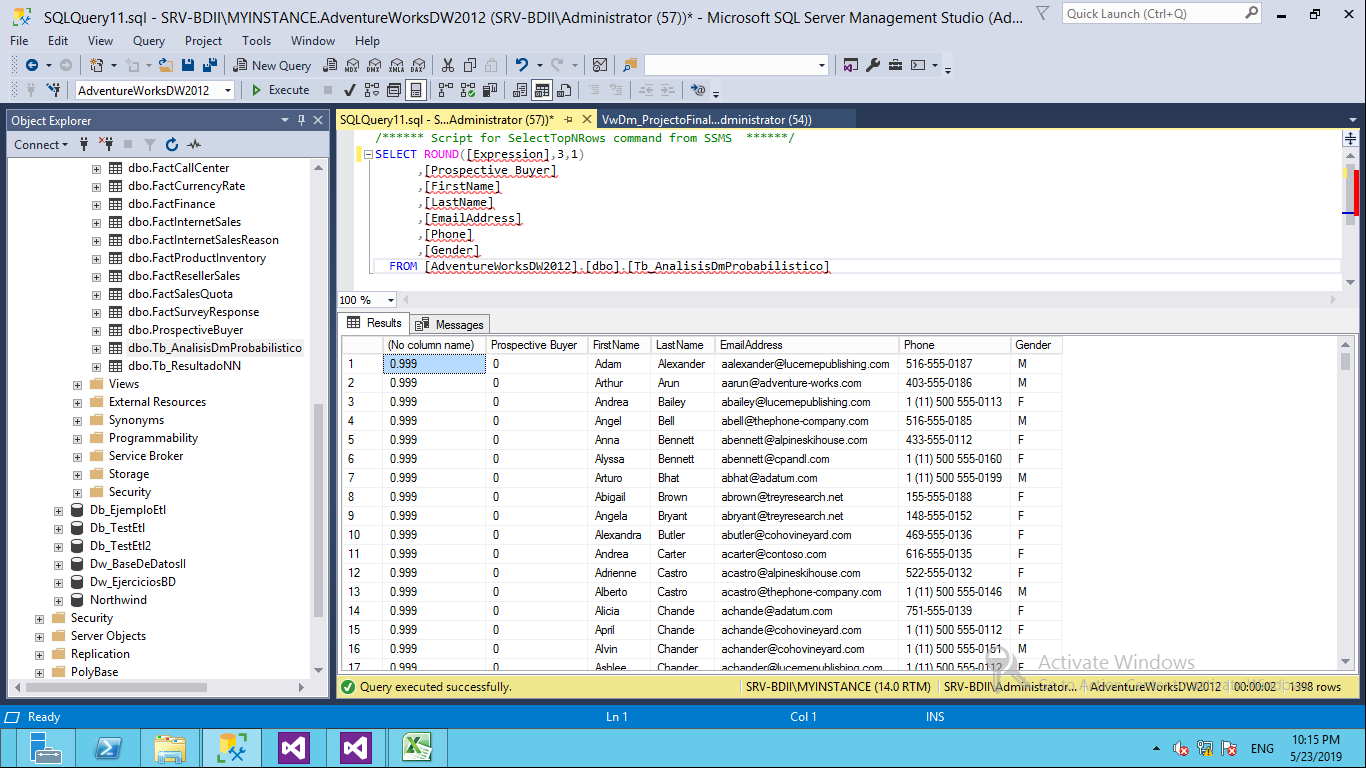 SQLQuery11.sql - SRV-BDII\MYINSTANCE.AdventureWorksDW2012 (SRV-BDII\Administrator (57))* - Microsoft SQL Server Management Studio (Ad...
Quick Launch (Ctrl+Q)
File Edit View Query Project Tools Window Help
New Query MDX DMX XMLA DAX
AdventureWorksDW2012 Execute
Object Explorer
Connect
dbo.FactCallCenter
dbo.FactCurrencyRate
dbo.FactFinance
dbo.FactInternetSales
dbo.FactInternetSalesReason
dbo.FactProductInventory
dbo.FactResellerSales
dbo.FactSalesQuota
dbo.FactSurveyResponse
dbo.ProspectiveBuyer
dbo.Tb_AnalisisDmProbabilistico
dbo.Tb_ResultadoNN
Views
External Resources
Synonyms
Programmability
Service Broker
Storage
Security
Db_EjemploEtl
Db_TestEtl
Db_TestEtl2
Dw_BaseDeDatosII
Dw_EjerciciosBD
Northwind
Security
Server Objects
Replication
PolyBase
SQLQuery11.sql - S...Administrator (57))* VwDm_ProjectoFinal...dministrator (54))
/****** Script for SelectTopNRows command from SSMS ******/
SELECT ROUND([Expression],3,1)
,[Prospective Buyer]
,[FirstName]
,[LastName]
,[EmailAddress]
,[Phone]
,[Gender]
FROM [AdventureWorksDW2012].[dbo].[Tb_AnalisisDmProbabilistico]
100 %
Results Messages
(No column name) Prospective Buyer FirstName LastName EmailAddress Phone Gender
1 0.999 0 Adam Alexander aalexander@lucernepublishing.com 516-555-0187 M
2 0.999 0 Arthur Arun aarun@adventure-works.com 403-555-0186 M
3 0.999 0 Andrea Bailey abailey@lucernepublishing.com 1 (11) 500 555-0113 F
4 0.999 0 Angel Bell abell@thephone-company.com 516-555-0185 M
5 0.999 0 Anna Bennett abennett@alpineskihouse.com 433-555-0112 F
6 0.999 0 Alyssa Bennett abennett@cpandl.com 1 (11) 500 555-0160 F
7 0.999 0 Arturo Bhat abhat@adatum.com 1 (11) 500 555-0199 M
8 0.999 0 Abigail Brown abrown@treyresearch.net 155-555-0188 F
9 0.999 0 Angela Bryant abryant@treyresearch.net 148-555-0152 F
10 0.999 0 Alexandra Butler abutler@cohovineyard.com 469-555-0136 F
11 0.999 0 Andrea Carter acarter@contoso.com 616-555-0135 F
12 0.999 0 Adrienne Castro acastro@alpineskihouse.com 522-555-0132 F
13 0.999 0 Alberto Castro acastro@thephone-company.com 1 (11) 500 555-0146 M
14 0.999 0 Alicia Chande achande@adatum.com 751-555-0139 F
15 0.999 0 April Chande achande@cohovineyard.com 1 (11) 500 555-0112 F
16 0.999 0 Alvin Chander achander@cohovineyard.com 1 (11) 500 555-0151 M
17 0.999 0 Ashlee Chander achander@lucernepublishing.com 1 (11) 500 555-0112 F
Activate Windows
Go to Action Center to activate Windows.
Query executed successfully. SRV-BDII\MYINSTANCE (14.0 RTM) SRV-BDII\Administrator... AdventureWorksDW2012 00:00:02 1398 rows
Ready Ln 1 Col 1 INS
ENG 10:15 PM
5/23/2019